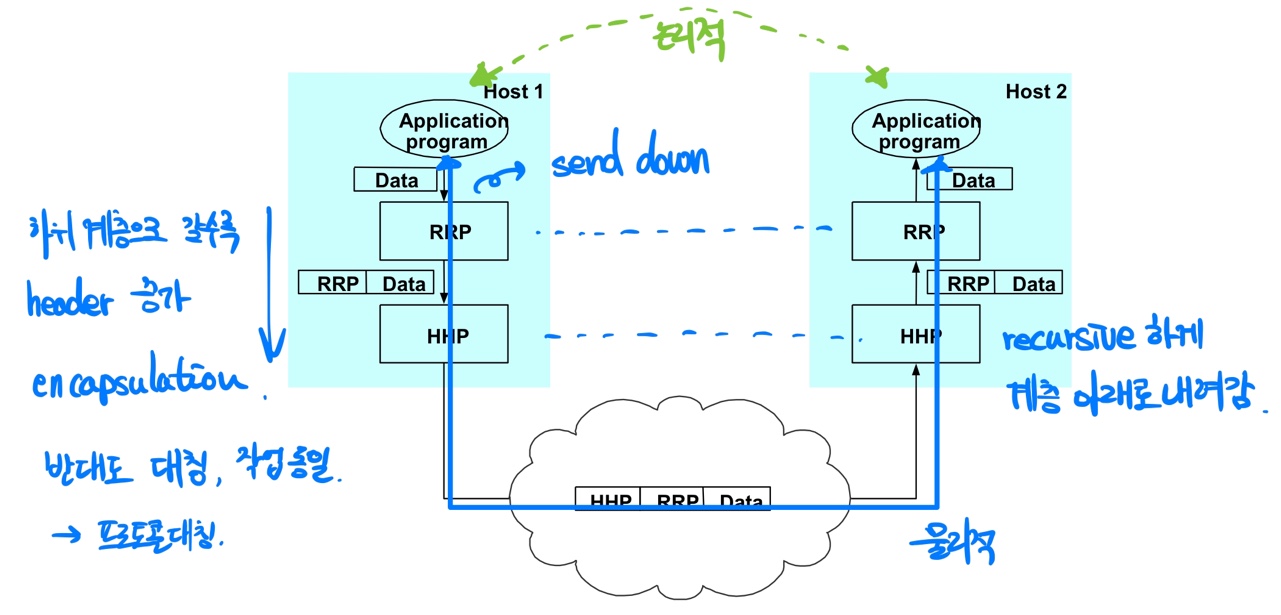 논리적
Host 1
Host 2
Application
program
Application
program
send down
Data
Data
하위 계층으로 갈수록
header 증가
encapsulation.
RRP
RRP
RRP Data
RRP Data
HHP
HHP
recursive 하게
계층 아래로 내려감.
반대도 대칭, 작업 동일.
→ 프로토콜 대칭.
HHP RRP Data
물리적